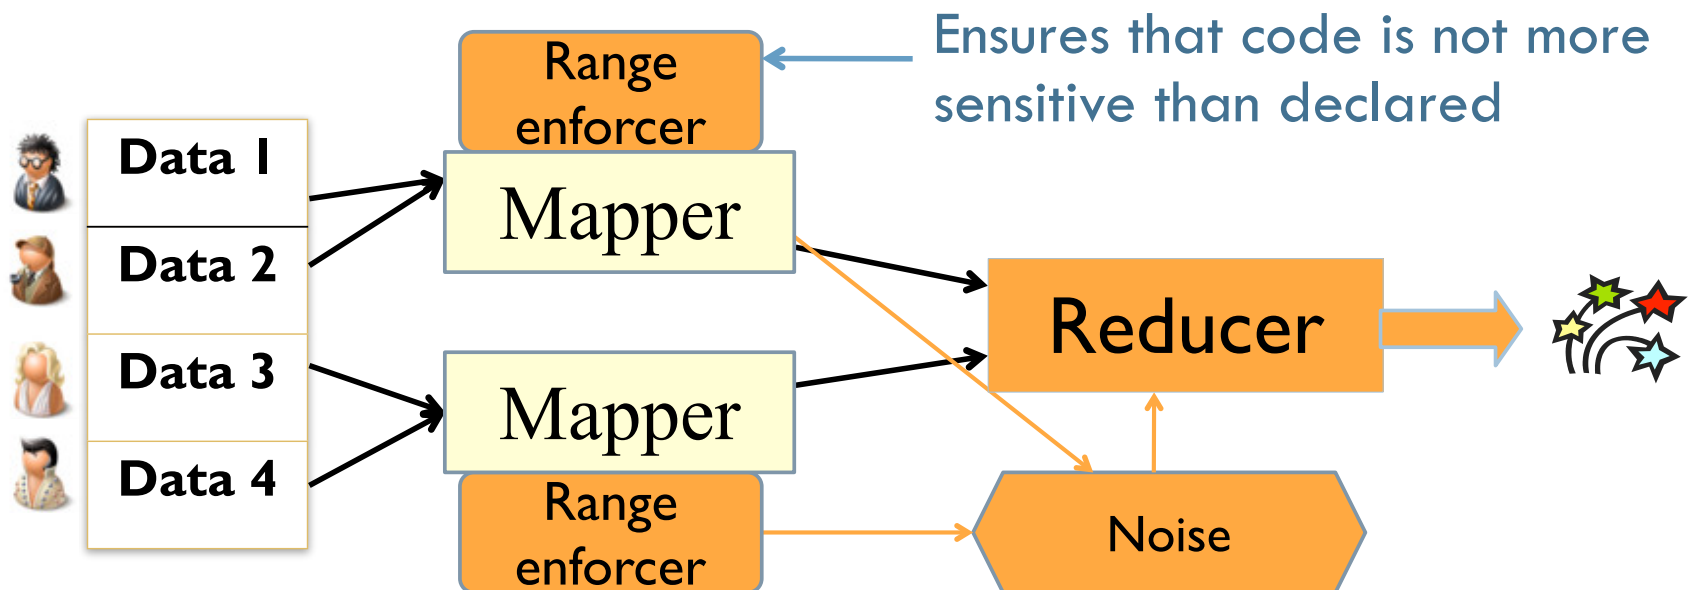 Ensures that code is not more
sensitive than declared
Range
enforcer
Data 1
Data 2
Data 3
Data 4
Mapper
Mapper
Range
enforcer
Reducer
Noise